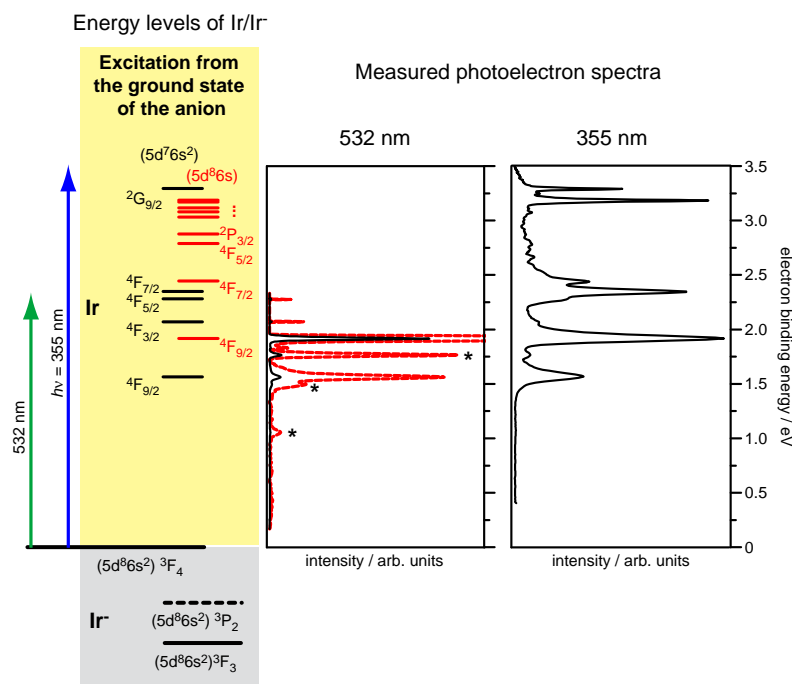 Energy levels of Ir/Ir⁻
Excitation from
the ground state
of the anion
Measured photoelectron spectra
532 nm
355 nm
(5d⁷6s²)
(5d⁸6s)
²G₉/₂
⋮
²P₃/₂
⁴F₅/₂
⁴F₇/₂
⁴F₇/₂
⁴F₅/₂
Ir
⁴F₃/₂
⁴F₉/₂
⁴F₉/₂
532 nm
hν = 355 nm
*
*
*
3.5
3.0
2.5
2.0
1.5
1.0
0.5
0
electron binding energy / eV
intensity / arb. units
intensity / arb. units
(5d⁸6s²) ³F₄
Ir⁻
(5d⁸6s²) ³P₂
(5d⁸6s²)³F₃